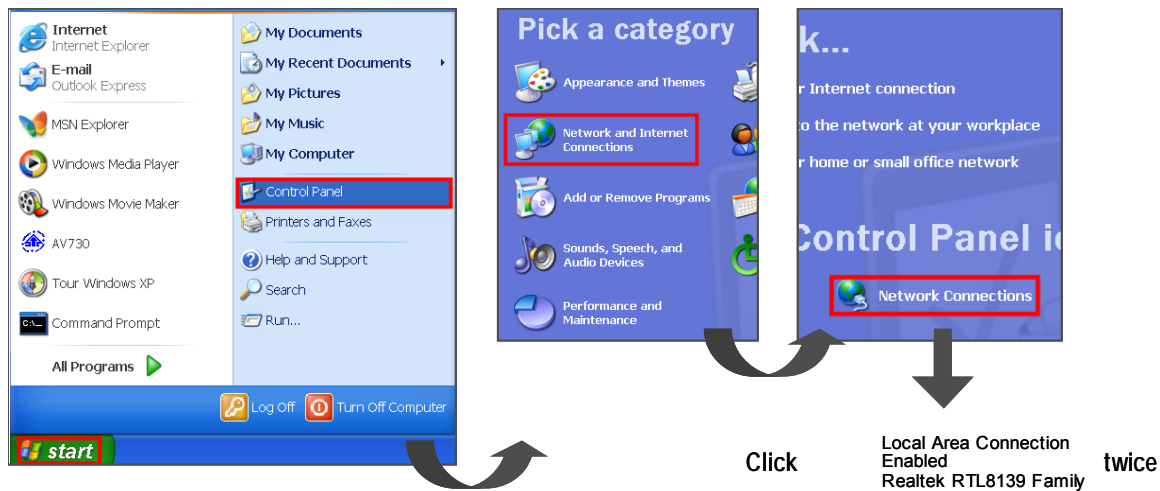 Internet
Internet Explorer
E-mail
Outlook Express
MSN Explorer
Windows Media Player
Windows Movie Maker
AV730
Tour Windows XP
Command Prompt
All Programs
My Documents
My Recent Documents
My Pictures
My Music
My Computer
Control Panel
Printers and Faxes
Help and Support
Search
Run...
Log Off
Turn Off Computer
start
Pick a category
Appearance and Themes
Network and Internet
Connections
Add or Remove Programs
Sounds, Speech, and
Audio Devices
Performance and
Maintenance
k...
r Internet connection
to the network at your workplace
r home or small office network
Control Panel ic
Network Connections
Click
Local Area Connection
Enabled
Realtek RTL8139 Family
twice